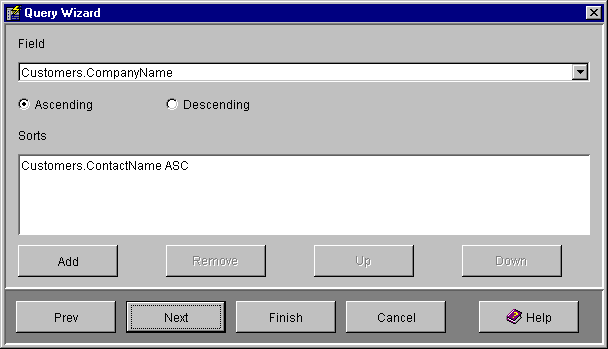 Query Wizard
Field
Customers.CompanyName
Ascending Descending
Sorts
Customers.ContactName ASC
Add Remove Up Down
Prev Next Finish Cancel Help